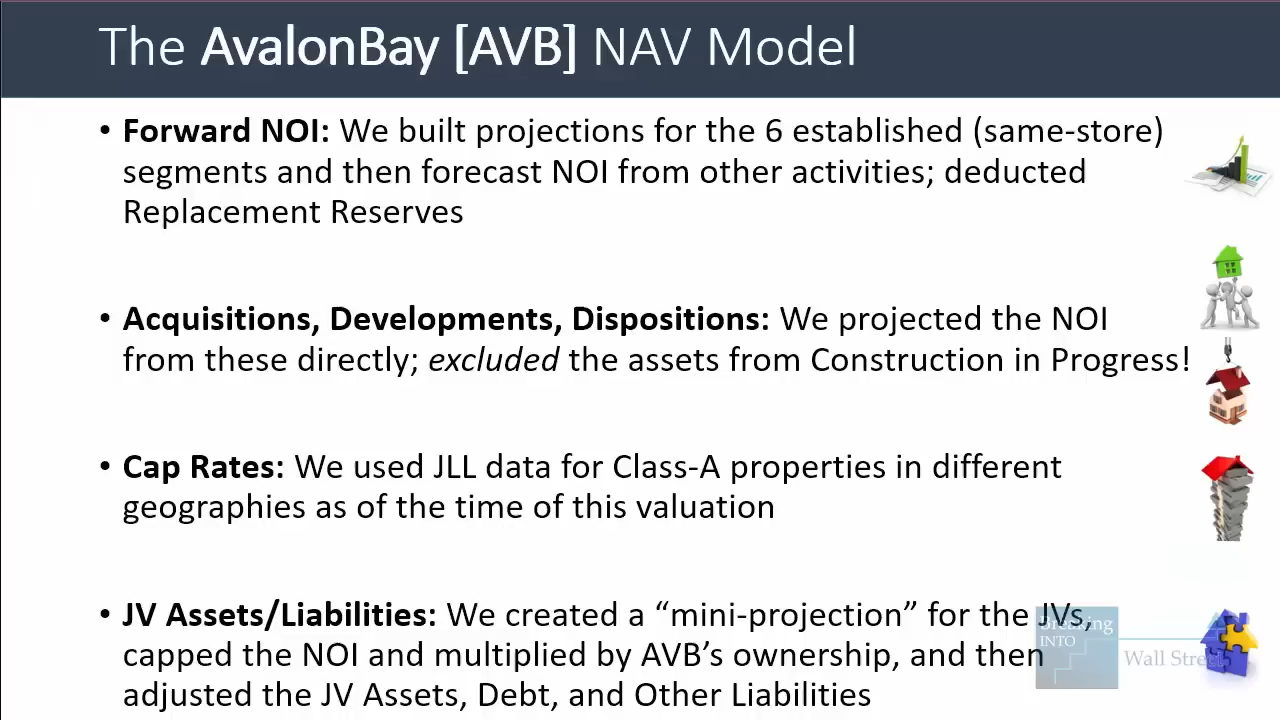 The AvalonBay [AVB] NAV Model
• Forward NOI: We built projections for the 6 established (same-store)
segments and then forecast NOI from other activities; deducted
Replacement Reserves
• Acquisitions, Developments, Dispositions: We projected the NOI
from these directly; excluded the assets from Construction in Progress!
• Cap Rates: We used JLL data for Class-A properties in different
geographies as of the time of this valuation
• JV Assets/Liabilities: We created a “mini-projection” for the JVs,
capped the NOI and multiplied by AVB’s ownership, and then
adjusted the JV Assets, Debt, and Other Liabilities
Breaking
INTO
Wall Street